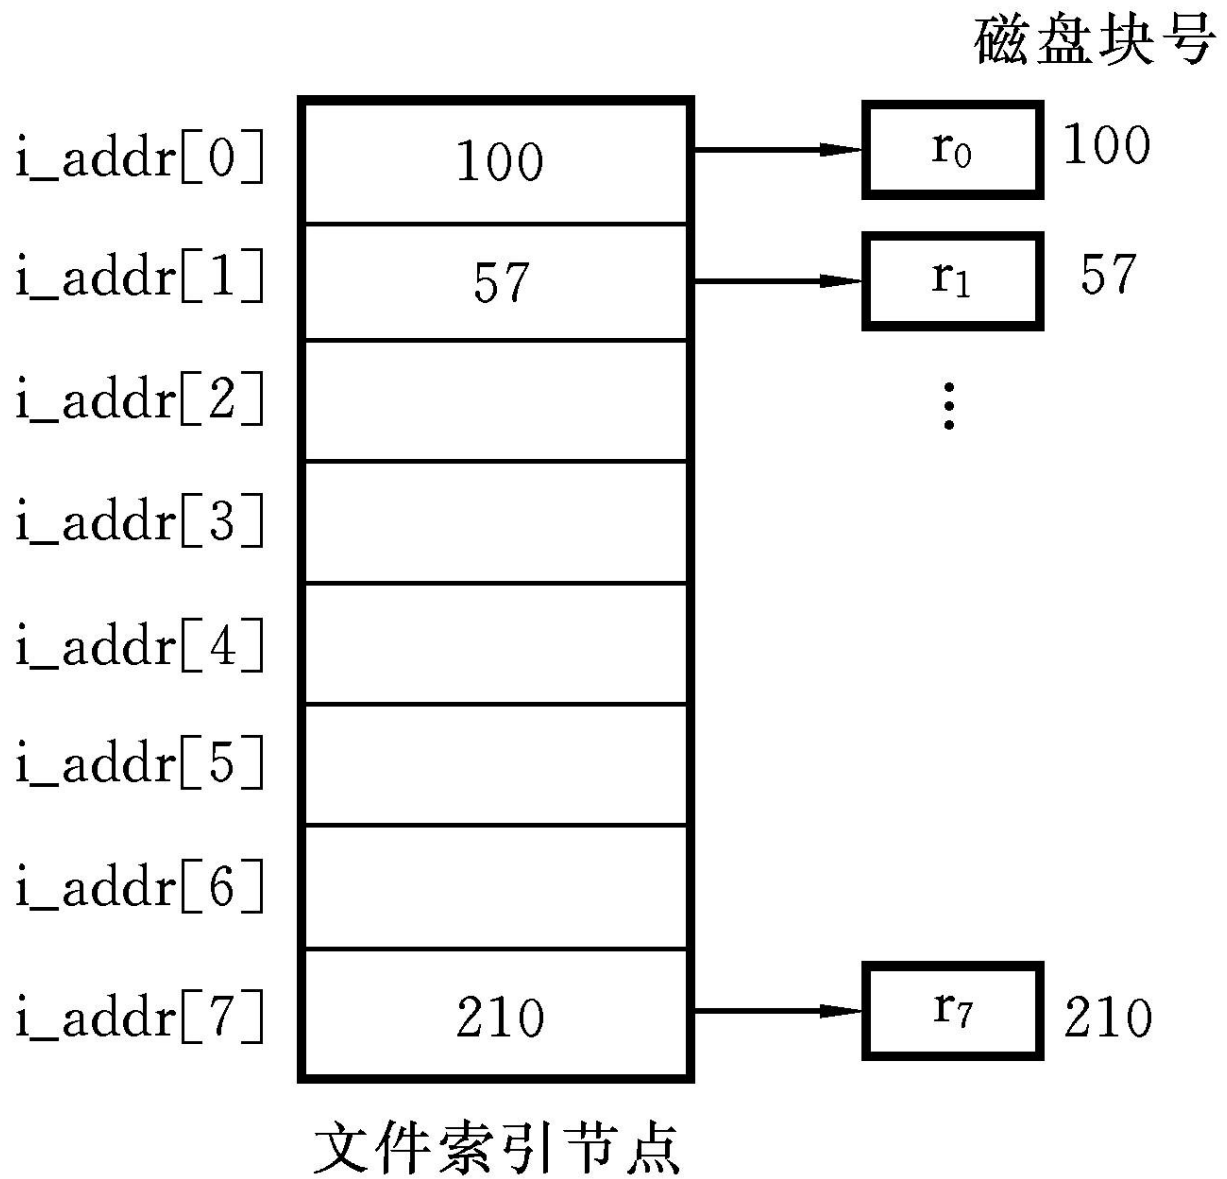 磁盘块号
i_addr[0] 100 r₀ 100
i_addr[1] 57 r₁ 57
i_addr[2] ⋮
i_addr[3]
i_addr[4]
i_addr[5]
i_addr[6]
i_addr[7] 210 r₇ 210
文件索引节点